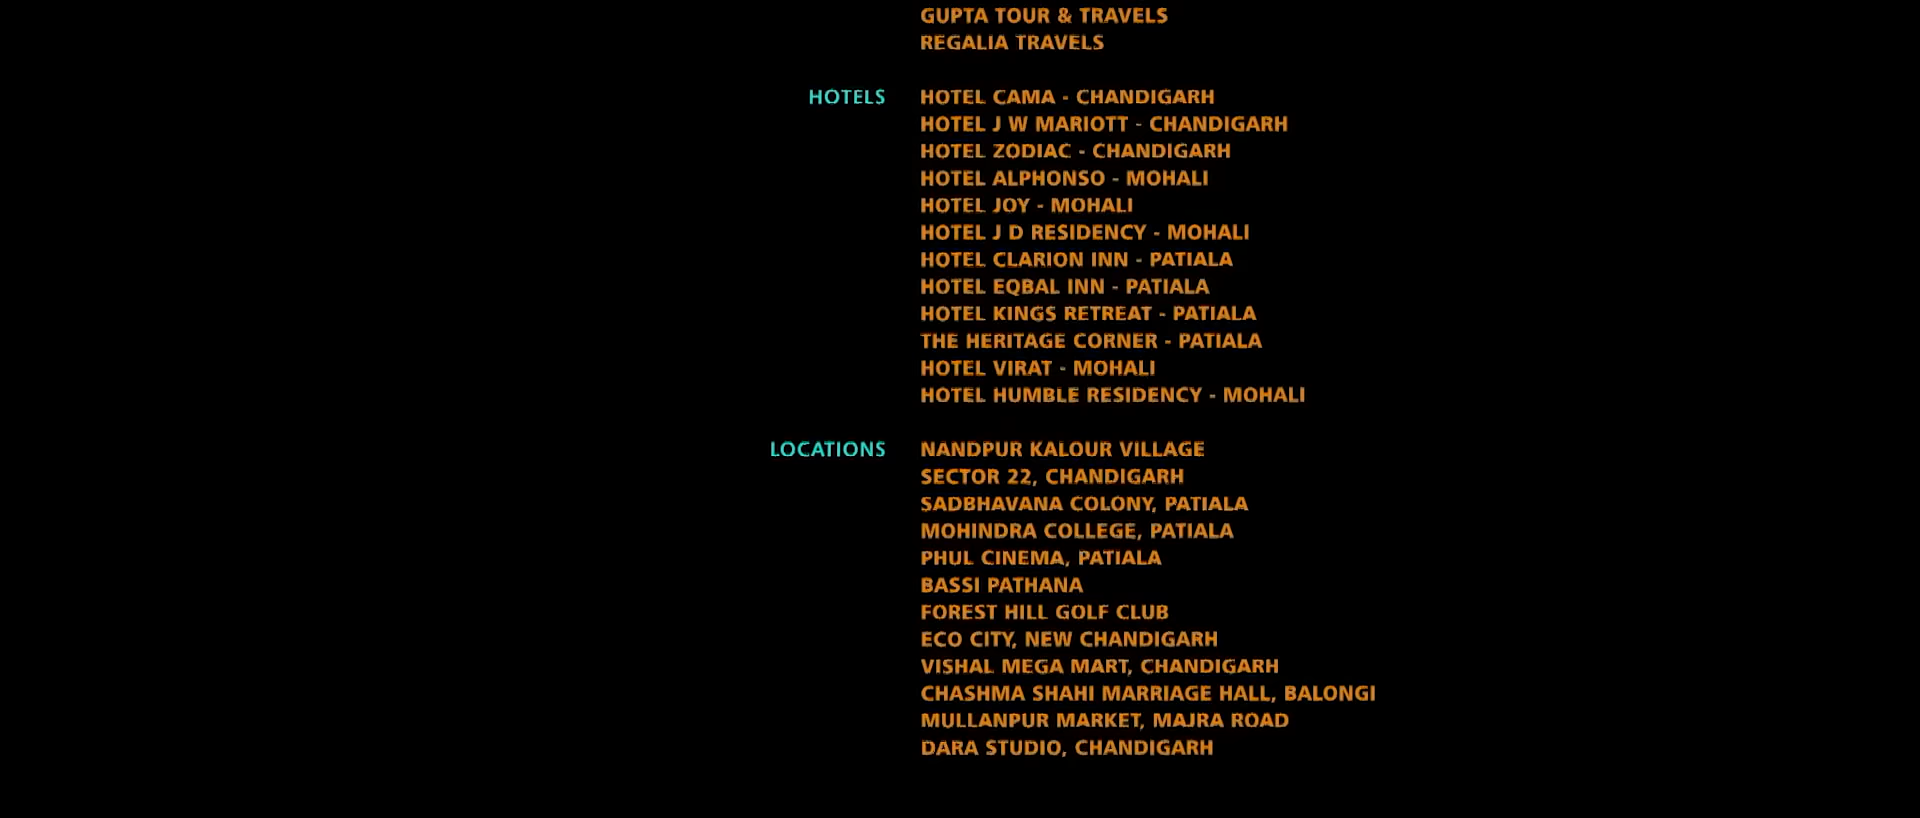 GUPTA TOUR & TRAVELS
REGALIA TRAVELS
HOTELS HOTEL CAMA - CHANDIGARH
HOTEL J W MARIOTT - CHANDIGARH
HOTEL ZODIAC - CHANDIGARH
HOTEL ALPHONSO - MOHALI
HOTEL JOY - MOHALI
HOTEL J D RESIDENCY - MOHALI
HOTEL CLARION INN - PATIALA
HOTEL EQBAL INN - PATIALA
HOTEL KINGS RETREAT - PATIALA
THE HERITAGE CORNER - PATIALA
HOTEL VIRAT - MOHALI
HOTEL HUMBLE RESIDENCY - MOHALI
LOCATIONS NANDPUR KALOUR VILLAGE
SECTOR 22, CHANDIGARH
SADBHAVANA COLONY, PATIALA
MOHINDRA COLLEGE, PATIALA
PHUL CINEMA, PATIALA
BASSI PATHANA
FOREST HILL GOLF CLUB
ECO CITY, NEW CHANDIGARH
VISHAL MEGA MART, CHANDIGARH
CHASHMA SHAHI MARRIAGE HALL, BALONGI
MULLANPUR MARKET, MAJRA ROAD
DARA STUDIO, CHANDIGARH